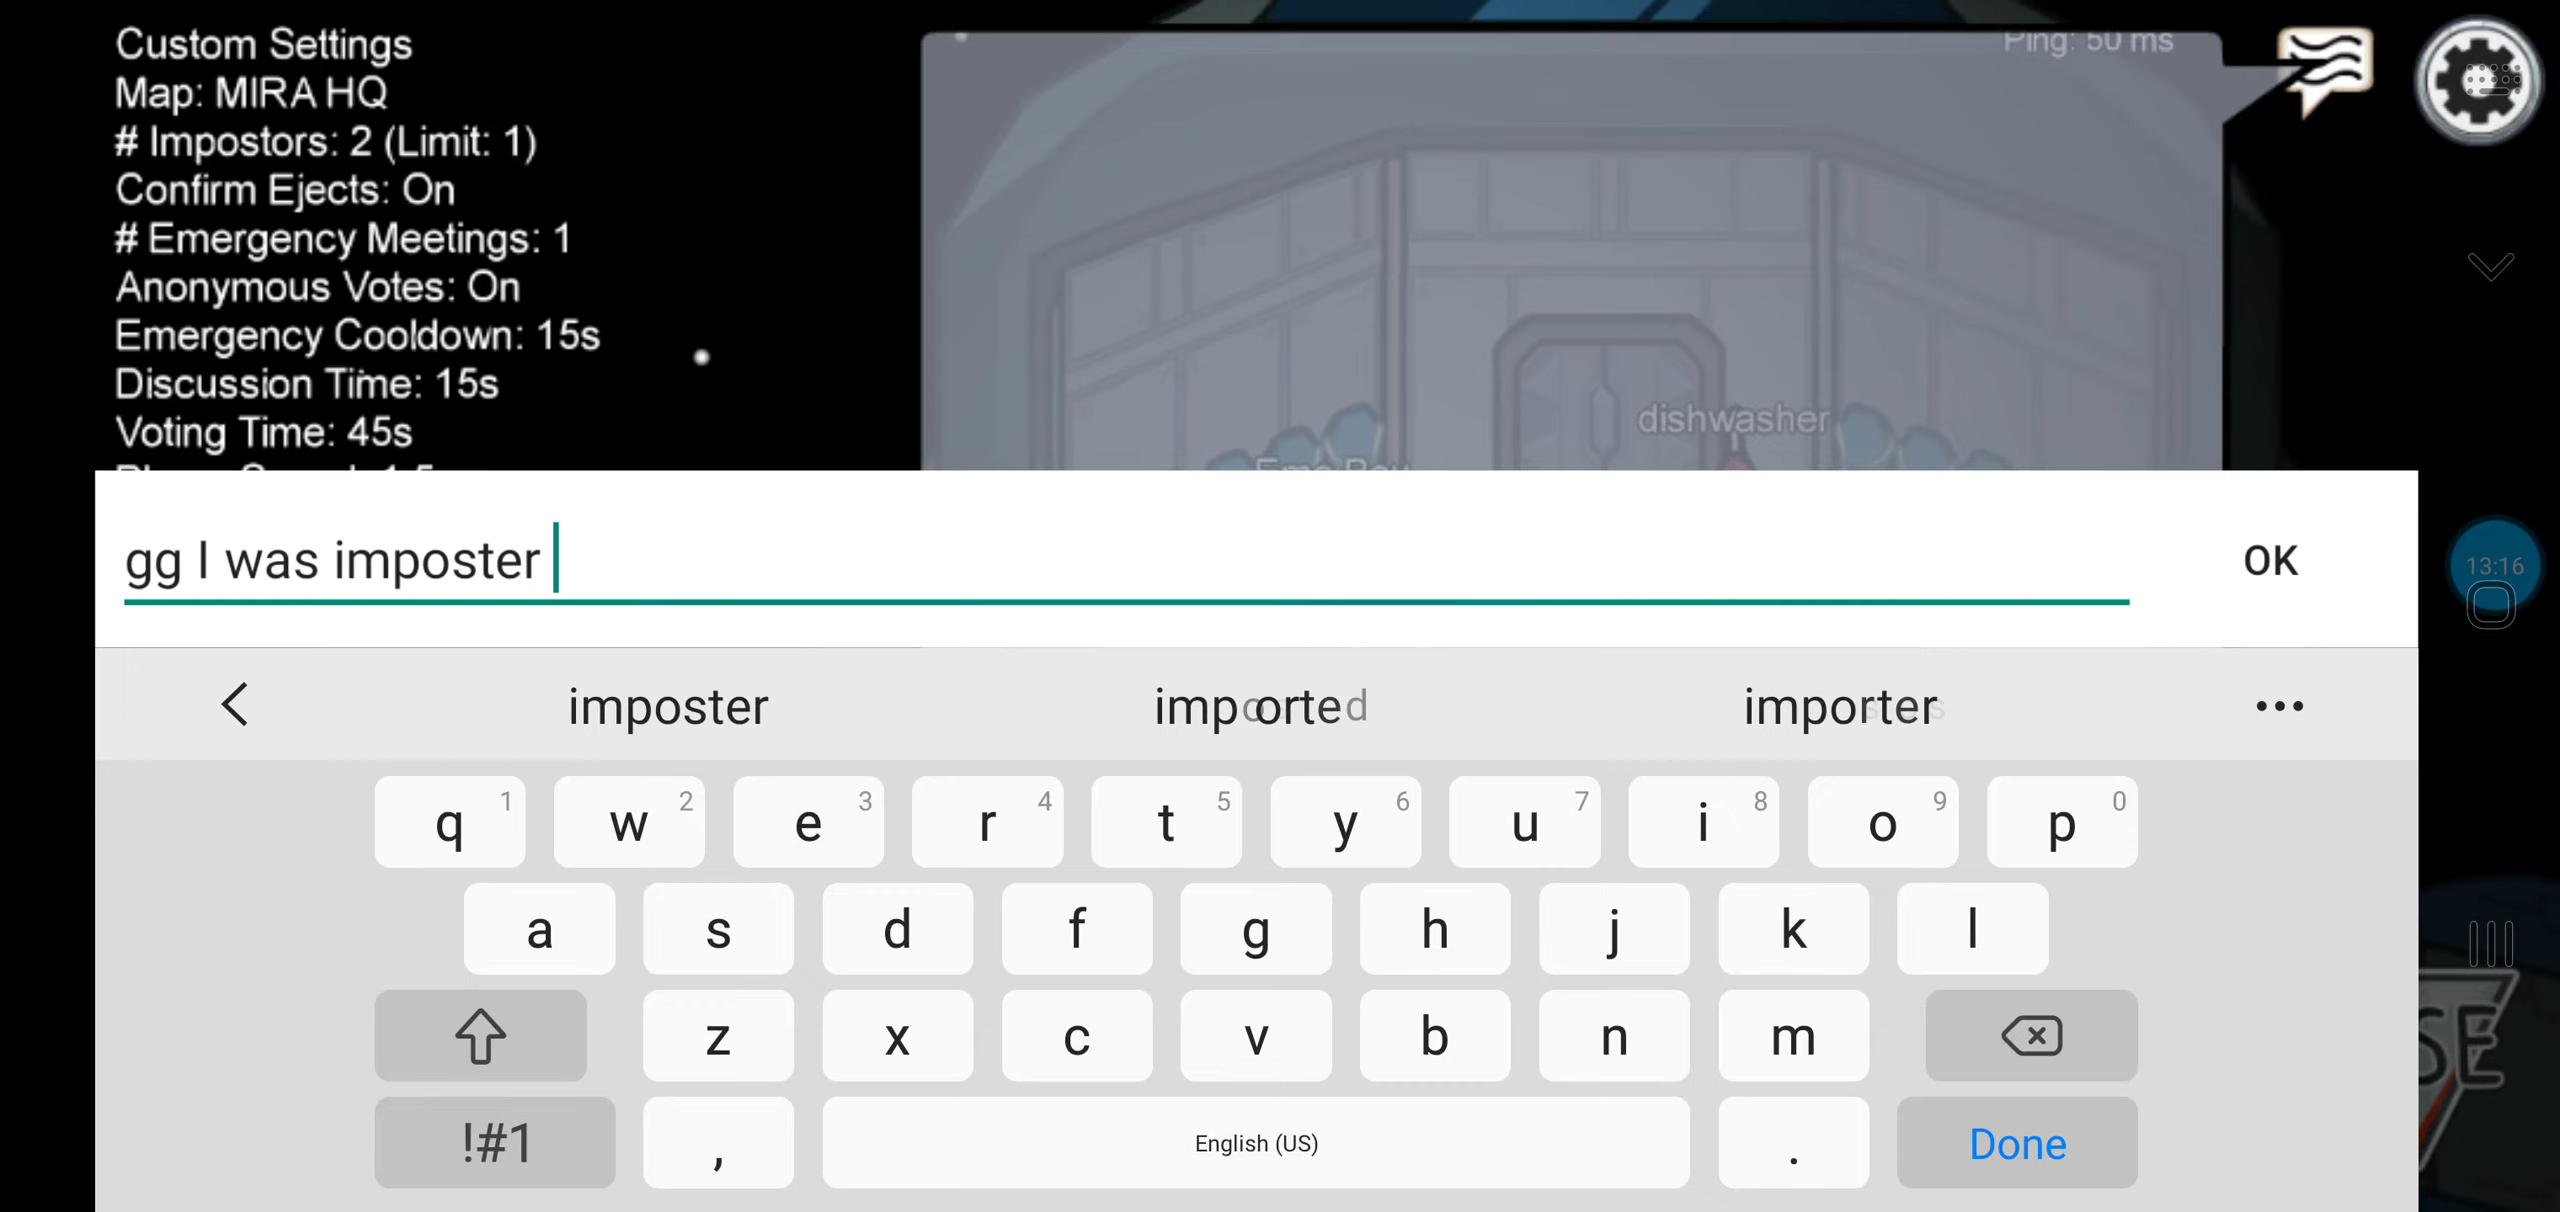 Custom Settings
Map: MIRA HQ
# Impostors: 2 (Limit: 1)
Confirm Ejects: On
# Emergency Meetings: 1
Anonymous Votes: On
Emergency Cooldown: 15s
Discussion Time: 15s
Voting Time: 45s
Ping: 50 ms
dishwasher
gg I was imposter
OK
13:16
imposter
imported
importer
q 1 w 2 e 3 r 4 t 5 y 6 u 7 i 8 o 9 p 0
a s d f g h j k l
z x c v b n m
!#1 , English (US) . Done
SE